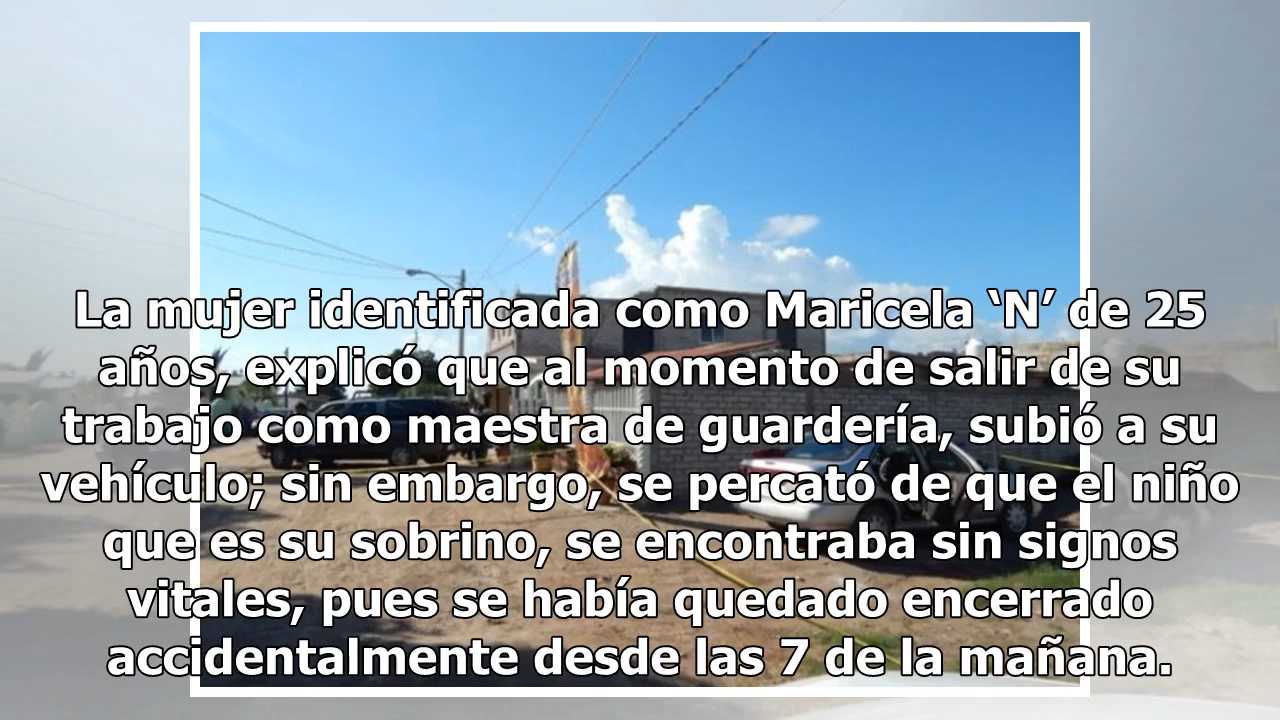 La mujer identificada como Maricela ‘N’ de 25
años, explicó que al momento de salir de su
trabajo como maestra de guardería, subió a su
vehículo; sin embargo, se percató de que el niño
que es su sobrino, se encontraba sin signos
vitales, pues se había quedado encerrado
accidentalmente desde las 7 de la mañana.